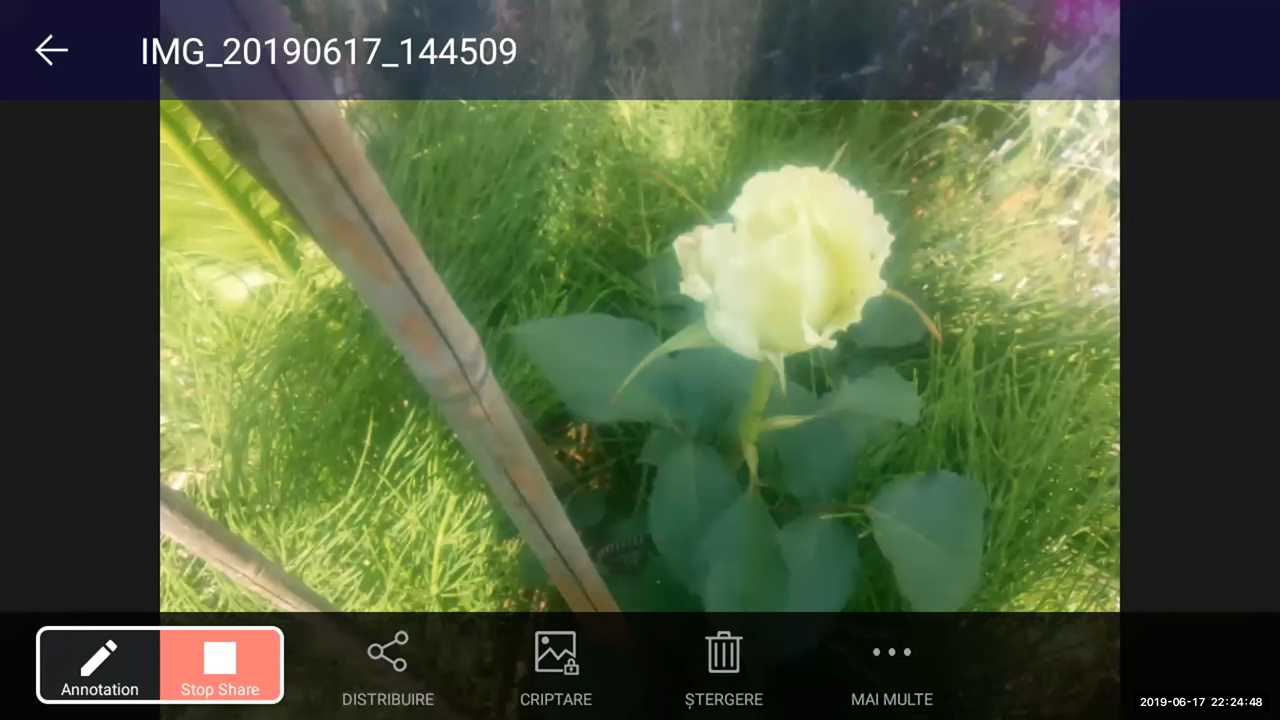 IMG_20190617_144509
Annotation
Stop Share
DISTRIBUIRE
CRIPTARE
ȘTERGERE
MAI MULTE
2019-06-17 22:24:48